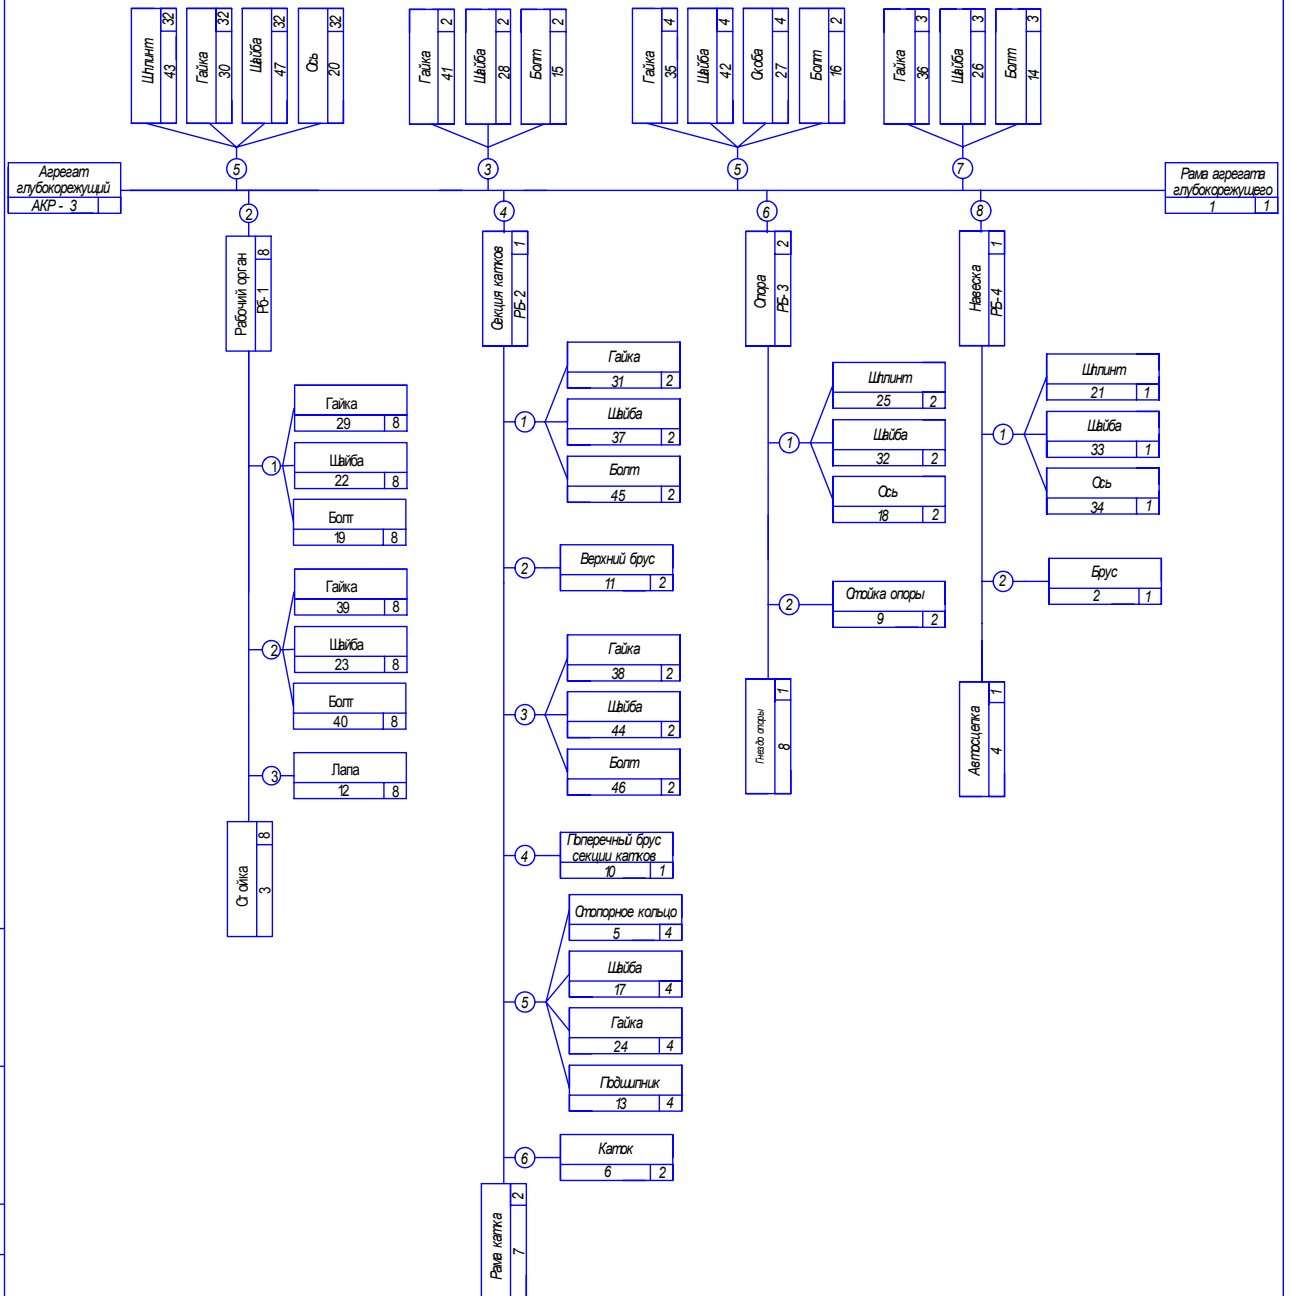 Шплинт
43
32
Гайка
30
32
Шайба
47
32
Ось
20
32
Гайка
41
2
Шайба
28
2
Болт
15
2
Гайка
35
4
Шайба
42
4
Скоба
27
4
Болт
16
2
Гайка
36
3
Шайба
26
3
Болт
14
3
5
3
5
7
Агрегат
глубокорежущий
АКР - 3
Рама агрегата
глубокорежущего
1 1
2
4
6
8
Рабочий орган
Рб-1
8
Секция катков
РБ-2
1
Опора
РБ-3
2
Навеска
РБ-4
1
1
Гайка
29 8
Шайба
22 8
Болт
19 8
2
Гайка
39 8
Шайба
23 8
Болт
40 8
3
Лапа
12 8
Стойка
3
8
1
Гайка
31 2
Шайба
37 2
Болт
45 2
2
Верхний брус
11 2
3
Гайка
38 2
Шайба
44 2
Болт
46 2
4
Поперечный брус
секции катков
10 1
5
Стопорное кольцо
5 4
Шайба
17 4
Гайка
24 4
Подшипник
13 4
6
Каток
6 2
Рама катка
7
2
1
Шплинт
25 2
Шайба
32 2
Ось
18 2
2
Стойка опоры
9 2
Гнездо опоры
8
1
1
Шплинт
21 1
Шайба
33 1
Ось
34 1
2
Брус
2 1
Автосцепка
4
1